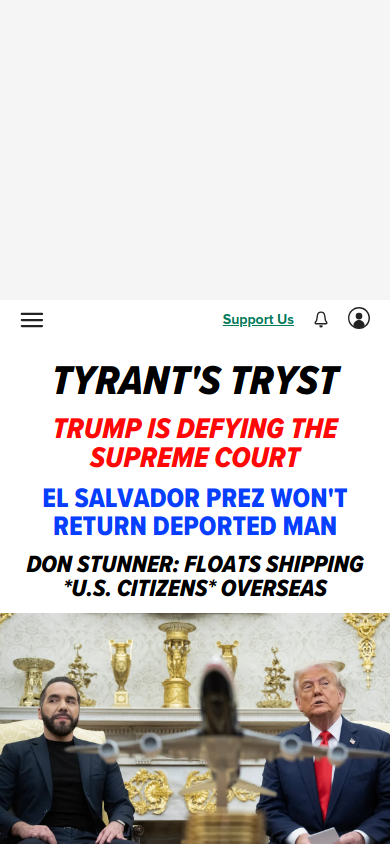 Support Us
TYRANT'S TRYST
TRUMP IS DEFYING THE
SUPREME COURT
EL SALVADOR PREZ WON'T
RETURN DEPORTED MAN
DON STUNNER: FLOATS SHIPPING
*U.S. CITIZENS* OVERSEAS